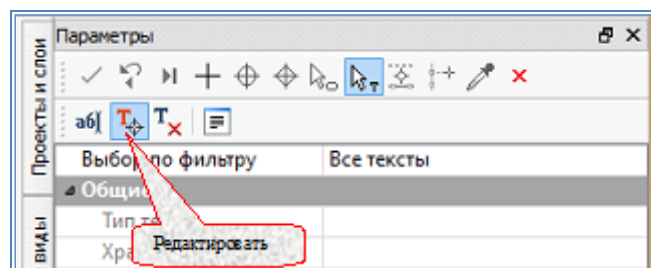 Параметры
Проекты и слои
аб
T
T
Выбор по фильтру Все тексты
Общие
Тип те
Редактировать
Хра
виды